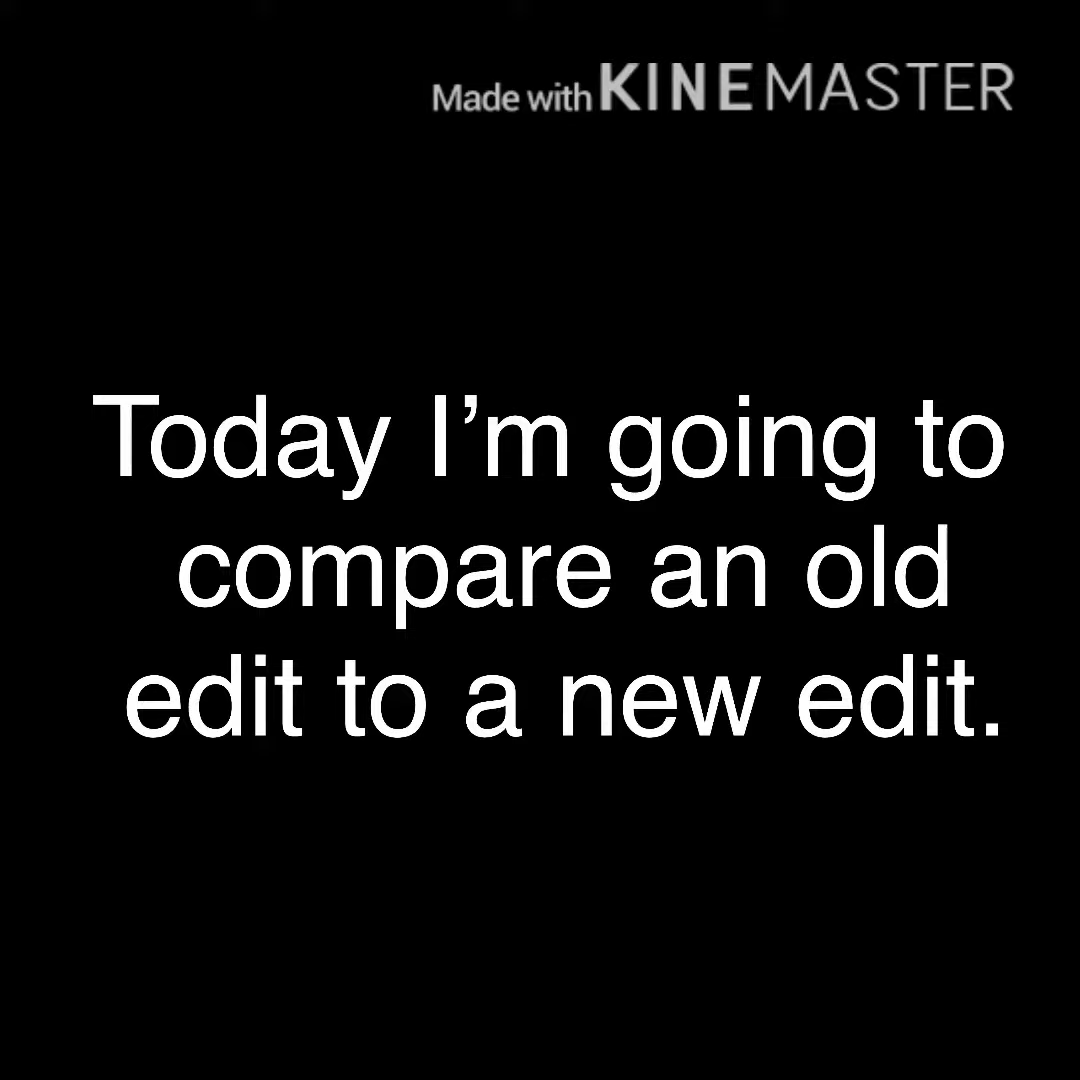 Made with KINEMASTER
Today I’m going to
compare an old
edit to a new edit.